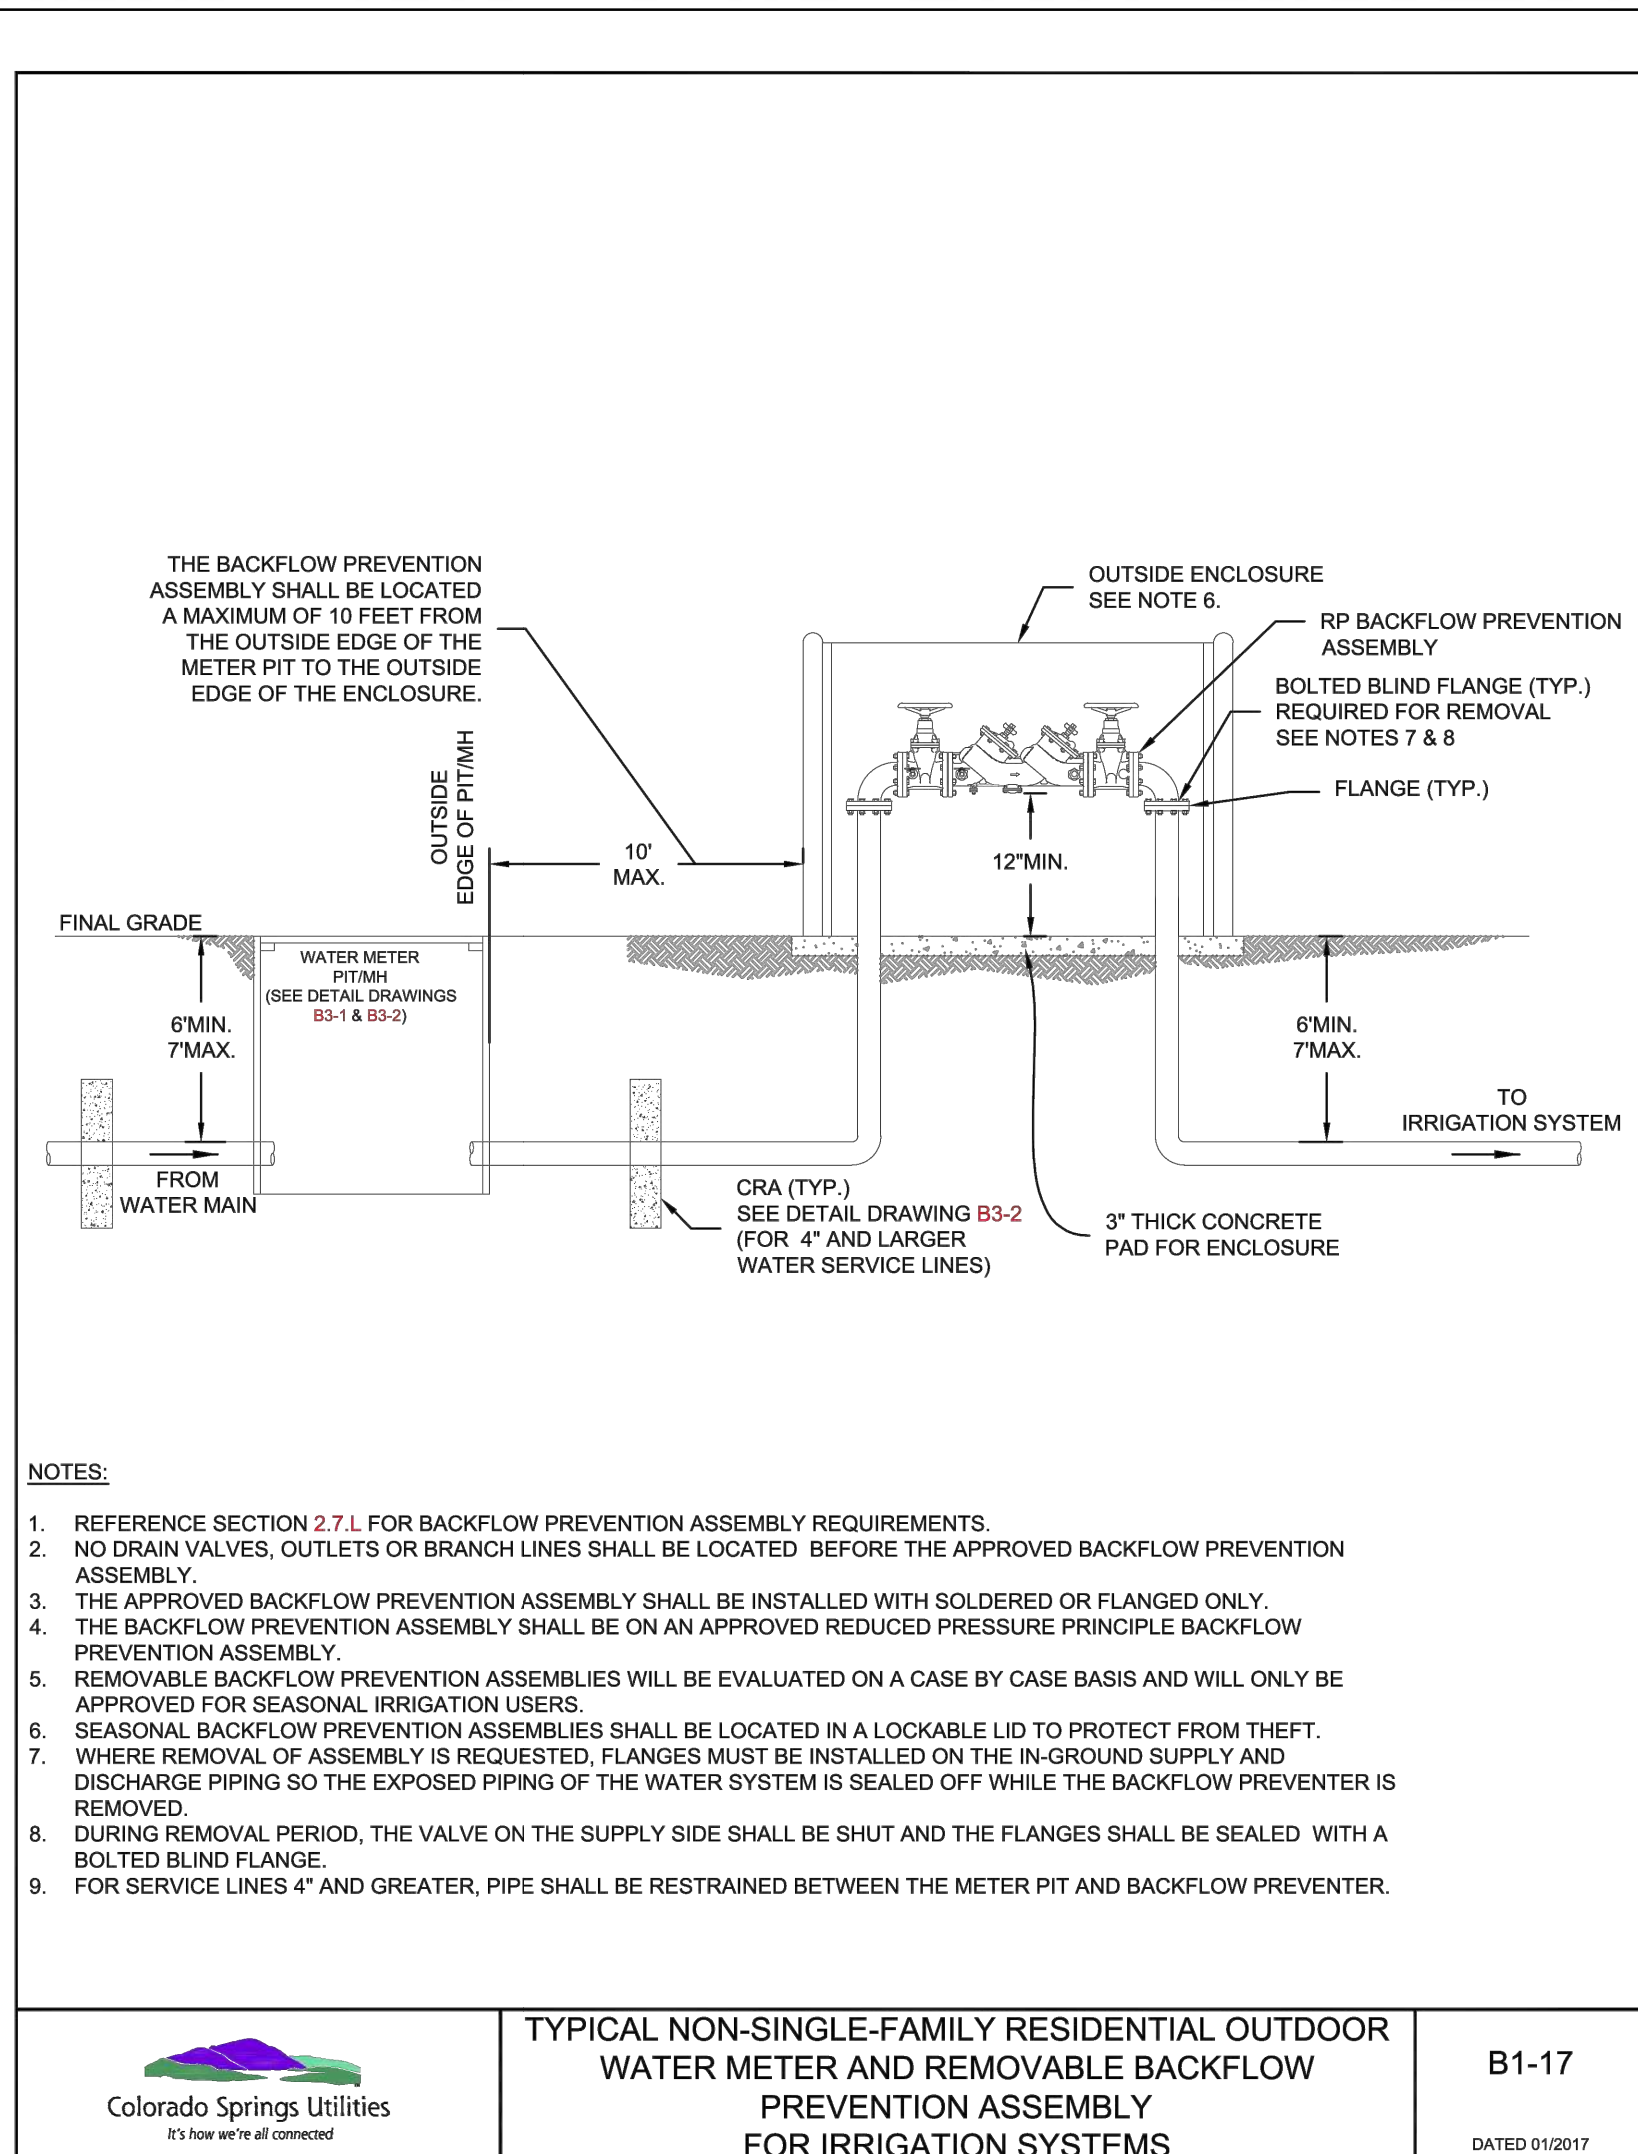 THE BACKFLOW PREVENTION
ASSEMBLY SHALL BE LOCATED
A MAXIMUM OF 10 FEET FROM
THE OUTSIDE EDGE OF THE
METER PIT TO THE OUTSIDE
EDGE OF THE ENCLOSURE.
OUTSIDE ENCLOSURE
SEE NOTE 6.
RP BACKFLOW PREVENTION
ASSEMBLY
BOLTED BLIND FLANGE (TYP.)
REQUIRED FOR REMOVAL
SEE NOTES 7 & 8
FLANGE (TYP.)
OUTSIDE
EDGE OF PIT/MH
10'
MAX.
12"MIN.
FINAL GRADE
WATER METER
PIT/MH
(SEE DETAIL DRAWINGS
B3-1 & B3-2)
6'MIN.
7'MAX.
6'MIN.
7'MAX.
TO
IRRIGATION SYSTEM
FROM
WATER MAIN
CRA (TYP.)
SEE DETAIL DRAWING B3-2
(FOR 4" AND LARGER
WATER SERVICE LINES)
3" THICK CONCRETE
PAD FOR ENCLOSURE
NOTES:
1. REFERENCE SECTION 2.7.L FOR BACKFLOW PREVENTION ASSEMBLY REQUIREMENTS.
2. NO DRAIN VALVES, OUTLETS OR BRANCH LINES SHALL BE LOCATED BEFORE THE APPROVED BACKFLOW PREVENTION
ASSEMBLY.
3. THE APPROVED BACKFLOW PREVENTION ASSEMBLY SHALL BE INSTALLED WITH SOLDERED OR FLANGED ONLY.
4. THE BACKFLOW PREVENTION ASSEMBLY SHALL BE ON AN APPROVED REDUCED PRESSURE PRINCIPLE BACKFLOW
PREVENTION ASSEMBLY.
5. REMOVABLE BACKFLOW PREVENTION ASSEMBLIES WILL BE EVALUATED ON A CASE BY CASE BASIS AND WILL ONLY BE
APPROVED FOR SEASONAL IRRIGATION USERS.
6. SEASONAL BACKFLOW PREVENTION ASSEMBLIES SHALL BE LOCATED IN A LOCKABLE LID TO PROTECT FROM THEFT.
7. WHERE REMOVAL OF ASSEMBLY IS REQUESTED, FLANGES MUST BE INSTALLED ON THE IN-GROUND SUPPLY AND
DISCHARGE PIPING SO THE EXPOSED PIPING OF THE WATER SYSTEM IS SEALED OFF WHILE THE BACKFLOW PREVENTER IS
REMOVED.
8. DURING REMOVAL PERIOD, THE VALVE ON THE SUPPLY SIDE SHALL BE SHUT AND THE FLANGES SHALL BE SEALED WITH A
BOLTED BLIND FLANGE.
9. FOR SERVICE LINES 4" AND GREATER, PIPE SHALL BE RESTRAINED BETWEEN THE METER PIT AND BACKFLOW PREVENTER.
Colorado Springs Utilities
It's how we're all connected
TYPICAL NON-SINGLE-FAMILY RESIDENTIAL OUTDOOR
WATER METER AND REMOVABLE BACKFLOW
PREVENTION ASSEMBLY
FOR IRRIGATION SYSTEMS
B1-17
DATED 01/2017